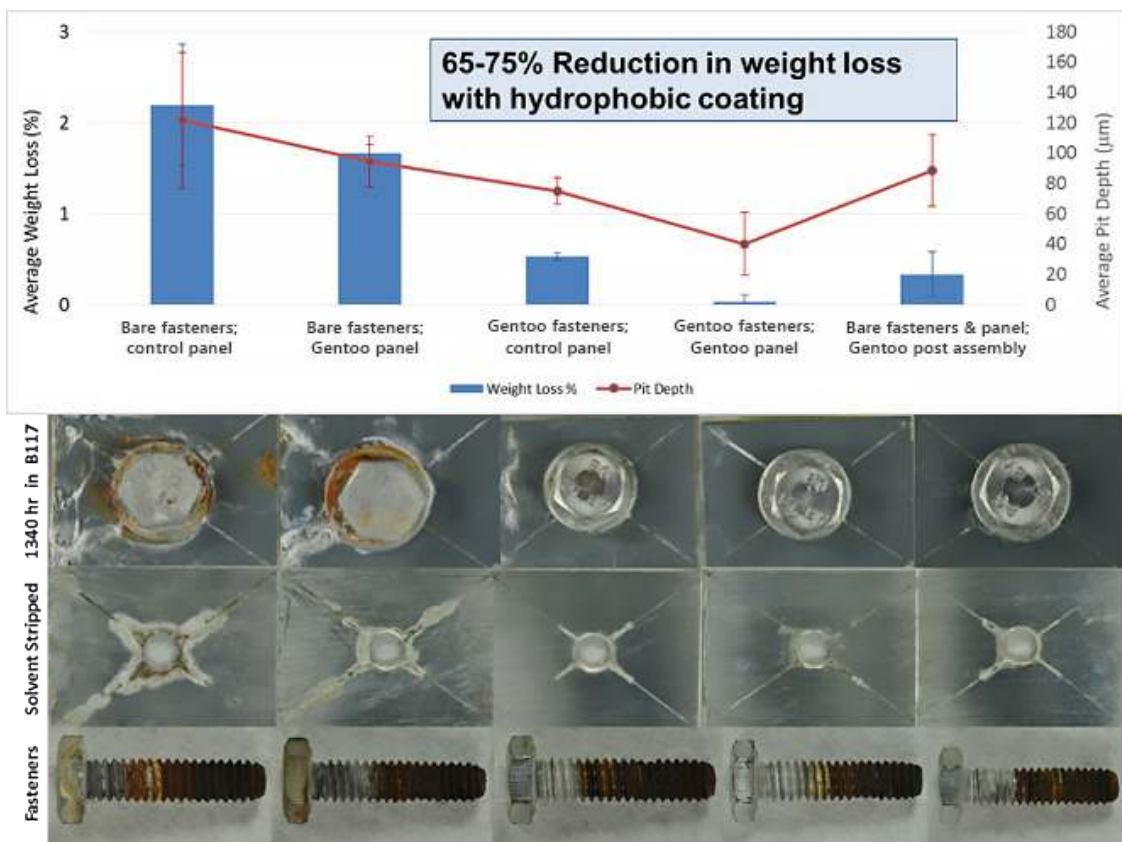 3
2
1
0
Average Weight Loss (%)
65-75% Reduction in weight loss
with hydrophobic coating
180
160
140
120
100
80
60
40
20
0
Average Pit Depth (µm)
Bare fasteners;
control panel
Bare fasteners;
Gentoo panel
Gentoo fasteners;
control panel
Gentoo fasteners;
Gentoo panel
Bare fasteners & panel;
Gentoo post assembly
Weight Loss %
Pit Depth
1340 hr in B117
Solvent Stripped
Fasteners